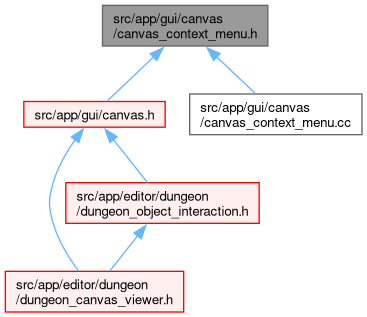 src/app/gui/canvas
/canvas_context_menu.h
src/app/gui/canvas.h
src/app/gui/canvas
/canvas_context_menu.cc
src/app/editor/dungeon
/dungeon_object_interaction.h
src/app/editor/dungeon
/dungeon_canvas_viewer.h